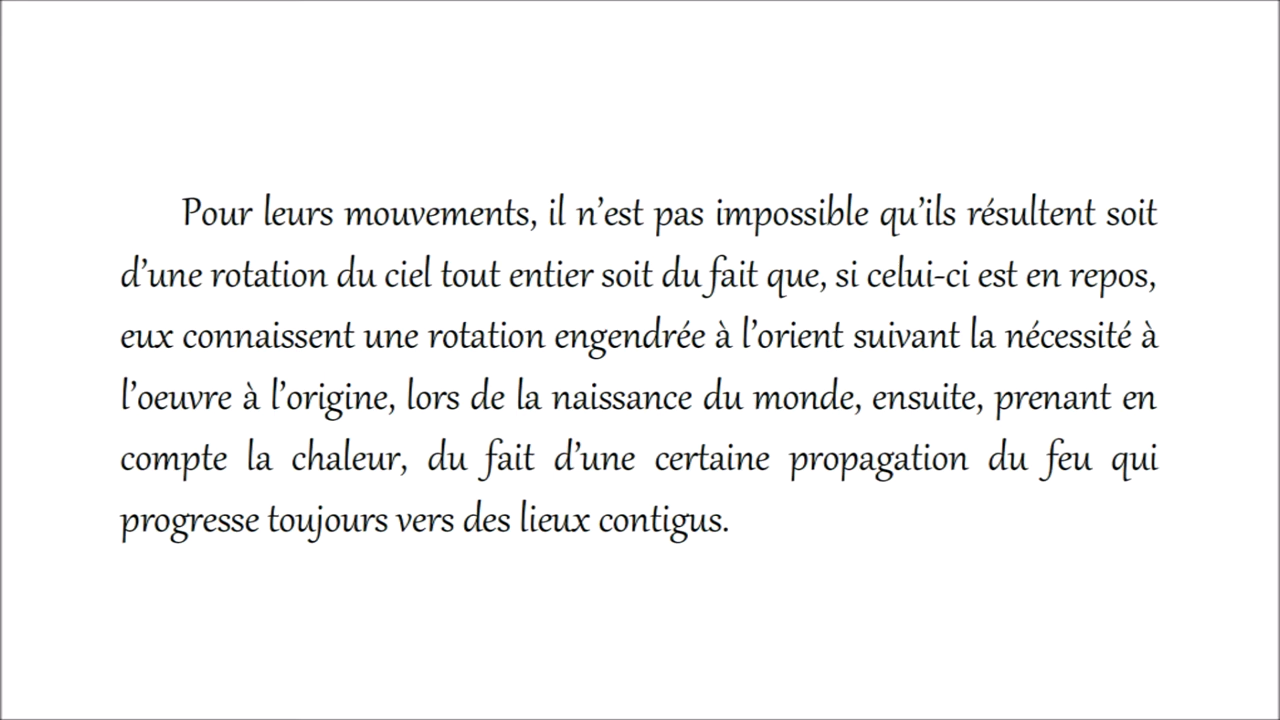 Pour leurs mouvements, il n’est pas impossible qu’ils résultent soit
d’une rotation du ciel tout entier soit du fait que, si celui-ci est en repos,
eux connaissent une rotation engendrée à l’orient suivant la nécessité à
l’oeuvre à l’origine, lors de la naissance du monde, ensuite, prenant en
compte la chaleur, du fait d’une certaine propagation du feu qui
progresse toujours vers des lieux contigus.